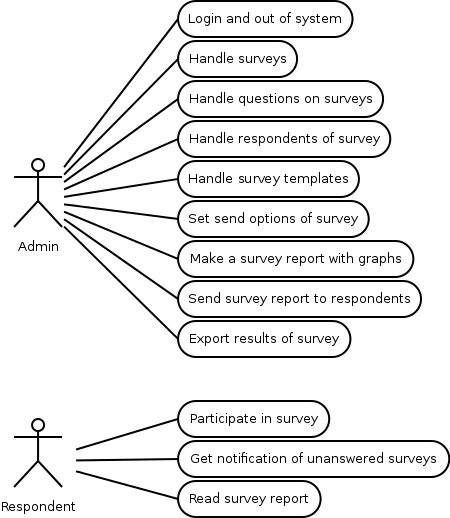 Login and out of system
Handle surveys
Handle questions on surveys
Handle respondents of survey
Handle survey templates
Set send options of survey
Make a survey report with graphs
Send survey report to respondents
Export results of survey
Admin
Participate in survey
Get notification of unanswered surveys
Read survey report
Respondent